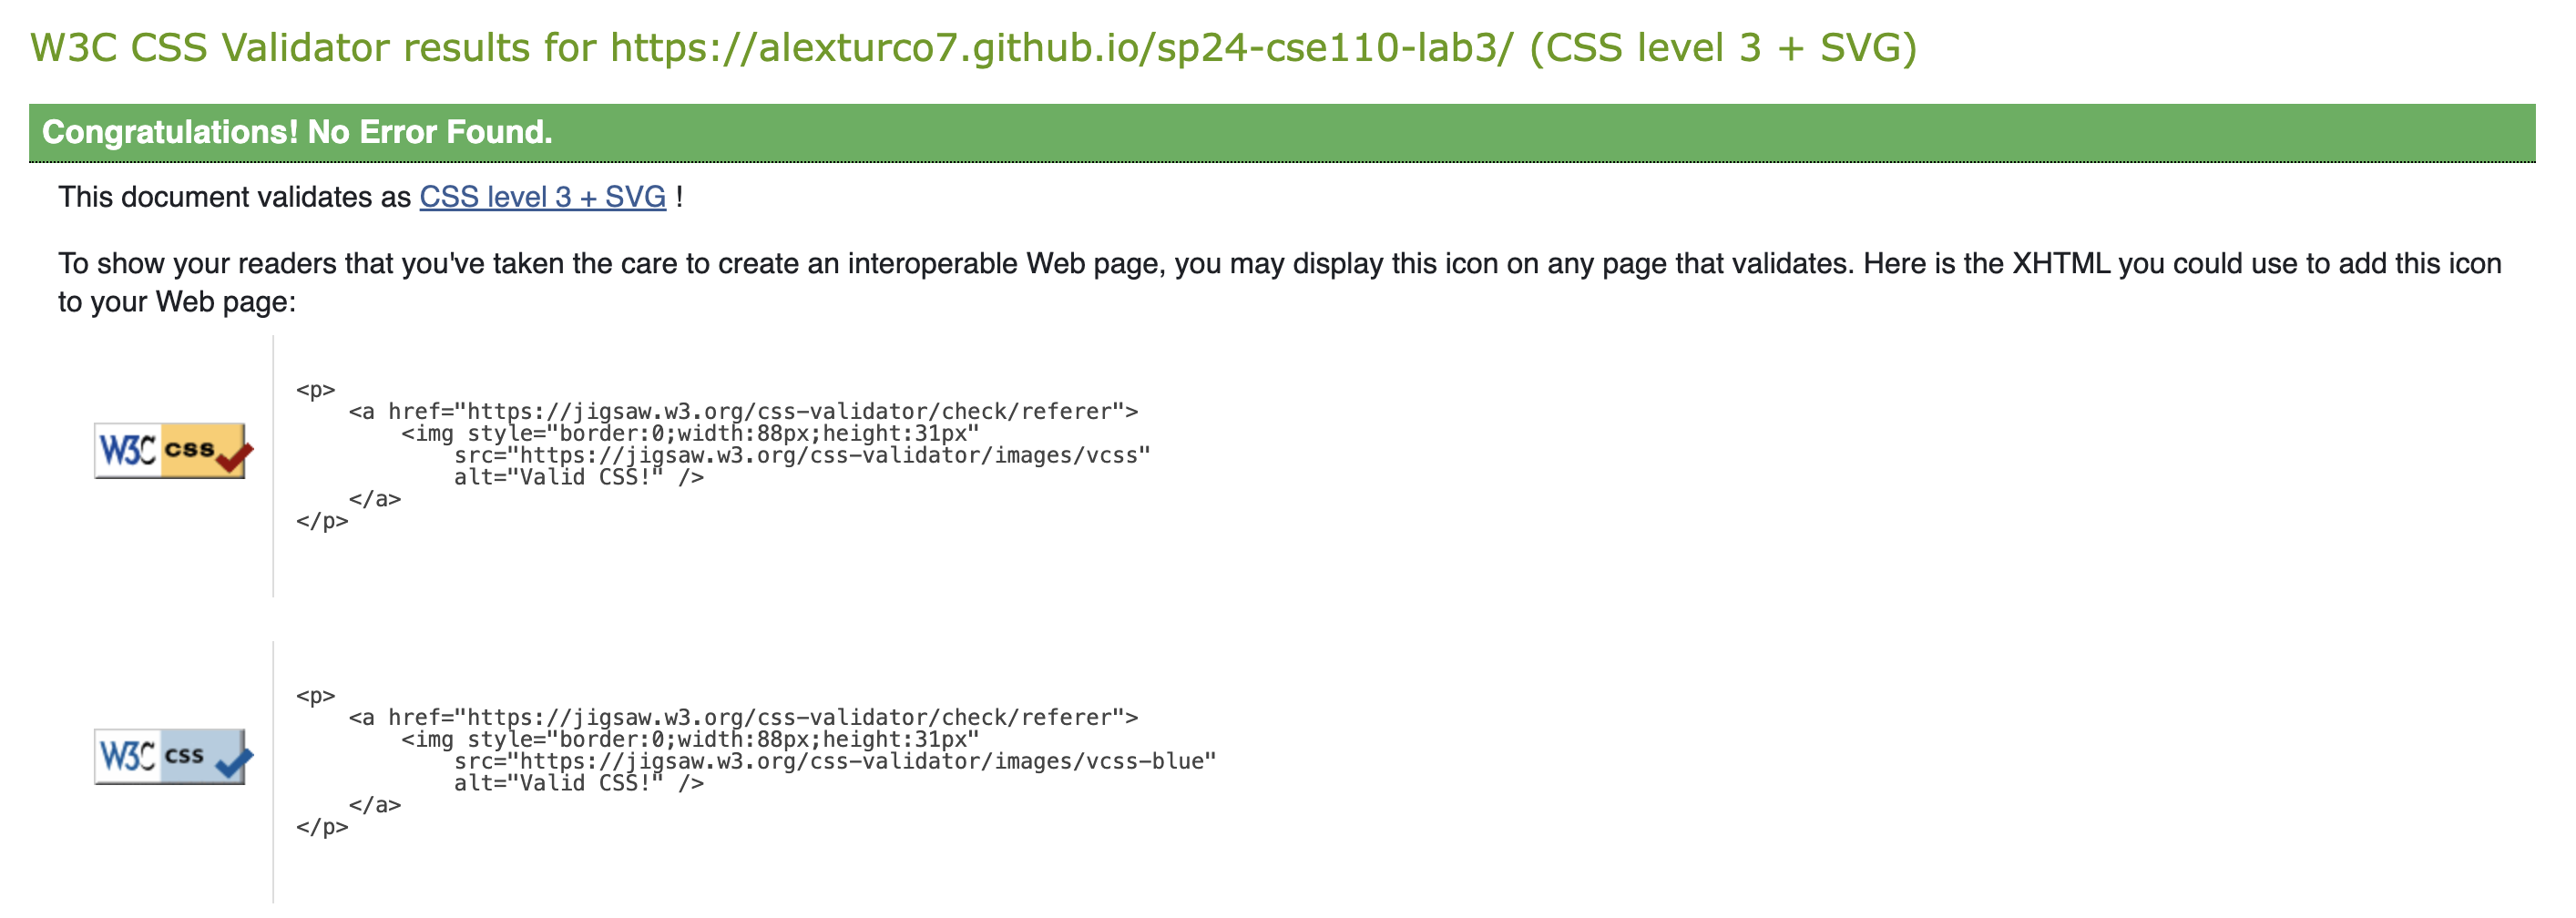 W3C CSS Validator results for https://alexturco7.github.io/sp24-cse110-lab3/ (CSS level 3 + SVG)
Congratulations! No Error Found.
This document validates as CSS level 3 + SVG !
To show your readers that you've taken the care to create an interoperable Web page, you may display this icon on any page that validates. Here is the XHTML you could use to add this icon
to your Web page:
W3C css
<p>
    <a href="https://jigsaw.w3.org/css-validator/check/referer">
        <img style="border:0;width:88px;height:31px"
            src="https://jigsaw.w3.org/css-validator/images/vcss"
            alt="Valid CSS!" />
    </a>
</p>
W3C css
<p>
    <a href="https://jigsaw.w3.org/css-validator/check/referer">
        <img style="border:0;width:88px;height:31px"
            src="https://jigsaw.w3.org/css-validator/images/vcss-blue"
            alt="Valid CSS!" />
    </a>
</p>